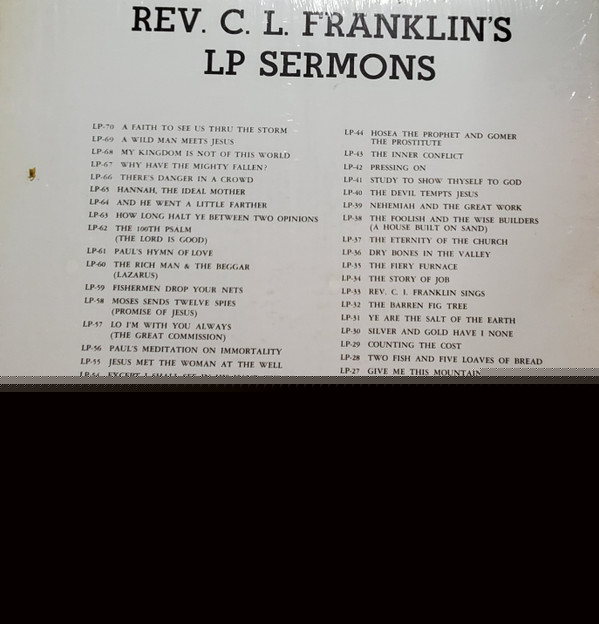 REV. C. L. FRANKLIN'S
LP SERMONS
LP-70 A FAITH TO SEE US THRU THE STORM
LP-69 A WILD MAN MEETS JESUS
LP-68 MY KINGDOM IS NOT OF THIS WORLD
LP-67 WHY HAVE THE MIGHTY FALLEN?
LP-66 THERE'S DANGER IN A CROWD
LP-65 HANNAH, THE IDEAL MOTHER
LP-64 AND HE WENT A LITTLE FARTHER
LP-63 HOW LONG HALT YE BETWEEN TWO OPINIONS
LP-62 THE 100TH PSALM
(THE LORD IS GOOD)
LP-61 PAUL'S HYMN OF LOVE
LP-60 THE RICH MAN & THE BEGGAR
(LAZARUS)
LP-59 FISHERMEN DROP YOUR NETS
LP-58 MOSES SENDS TWELVE SPIES
(PROMISE OF JESUS)
LP-57 LO I'M WITH YOU ALWAYS
(THE GREAT COMMISSION)
LP-56 PAUL'S MEDITATION ON IMMORTALITY
LP-55 JESUS MET THE WOMAN AT THE WELL
LP-54 EXCEPT I SHALL SEE IN HIS
LP-44 HOSEA THE PROPHET AND GOMER
THE PROSTITUTE
LP-43 THE INNER CONFLICT
LP-42 PRESSING ON
LP-41 STUDY TO SHOW THYSELF TO GOD
LP-40 THE DEVIL TEMPTS JESUS
LP-39 NEHEMIAH AND THE GREAT WORK
LP-38 THE FOOLISH AND THE WISE BUILDERS
(A HOUSE BUILT ON SAND)
LP-37 THE ETERNITY OF THE CHURCH
LP-36 DRY BONES IN THE VALLEY
LP-35 THE FIERY FURNACE
LP-34 THE STORY OF JOB
LP-33 REV. C. L. FRANKLIN SINGS
LP-32 THE BARREN FIG TREE
LP-31 YE ARE THE SALT OF THE EARTH
LP-30 SILVER AND GOLD HAVE I NONE
LP-29 COUNTING THE COST
LP-28 TWO FISH AND FIVE LOAVES OF BREAD
LP-27 GIVE ME THIS MOUNTAIN